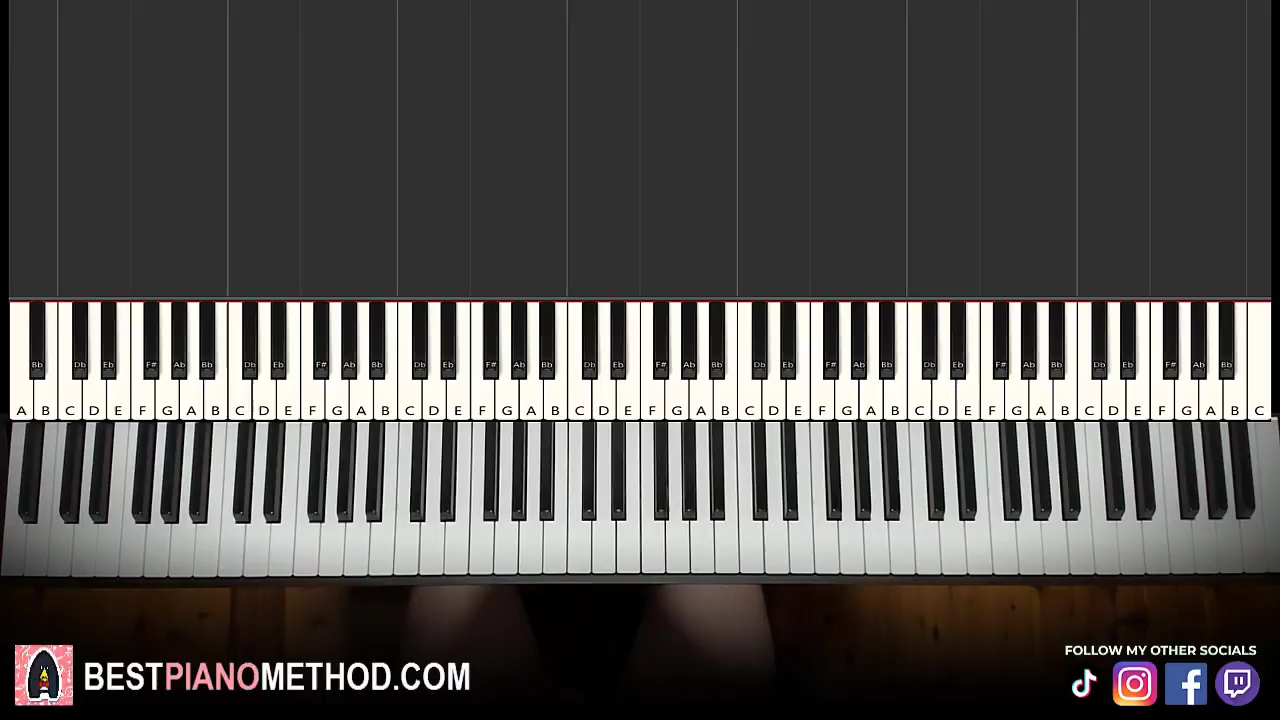 Bb Db Eb F# Ab Bb Db Eb F# Ab Bb Db Eb F# Ab Bb Db Eb F# Ab Bb Db Eb F# Ab Bb Db Eb F# Ab Bb Db Eb F# Ab Bb
A B C D E F G A B C D E F G A B C D E F G A B C D E F G A B C D E F G A B C D E F G A B C D E F G A B C
FOLLOW MY OTHER SOCIALS
BESTPIANOMETHOD.COM